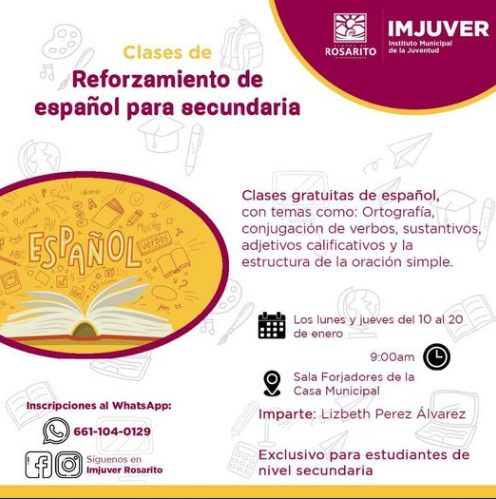 ROSARITO
IMJUVER
Instituto Municipal
de la Juventud
Clases de
Reforzamiento de
español para secundaria
ESPAÑOL
verbos
ABC
idioma
Clases gratuitas de español,
con temas como: Ortografía,
conjugación de verbos, sustantivos,
adjetivos calificativos y la
estructura de la oración simple.
Los lunes y jueves del 10 al 20
de enero
9:00am
Sala Forjadores de la
Casa Municipal
Imparte: Lizbeth Perez Álvarez
Inscripciones al WhatsApp:
661-104-0129
Síguenos en
Imjuver Rosarito
Exclusivo para estudiantes de
nivel secundaria